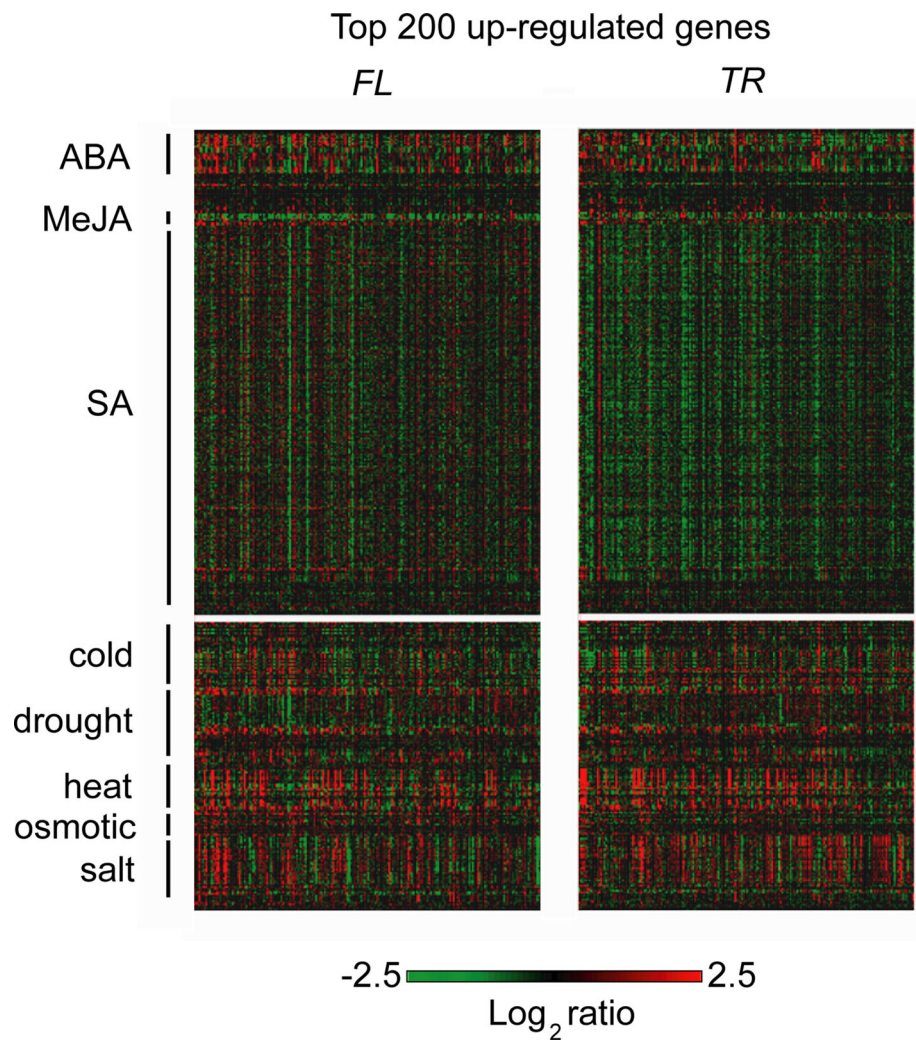 Top 200 up-regulated genes
FL TR
ABA
MeJA
SA
cold
drought
heat
osmotic
salt
-2.5 2.5
Log2 ratio